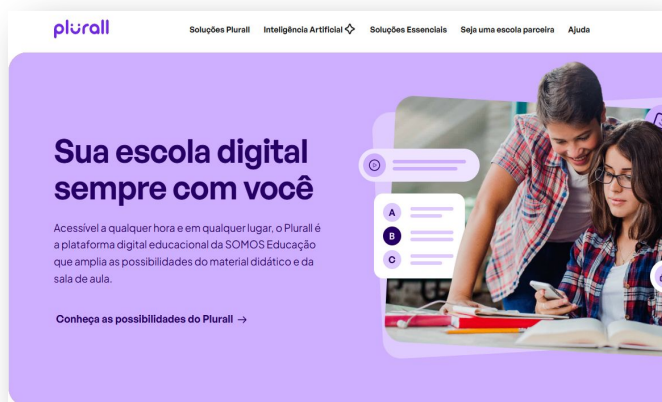 plurall
Soluções Plurall Inteligência Artificial Soluções Essenciais Seja uma escola parceira Ajuda
Sua escola digital
sempre com você
Acessível a qualquer hora e em qualquer lugar, o Plurall é
a plataforma digital educacional da SOMOS Educação
que amplia as possibilidades do material didático e da
sala de aula.
Conheça as possibilidades do Plurall →
A
B
C